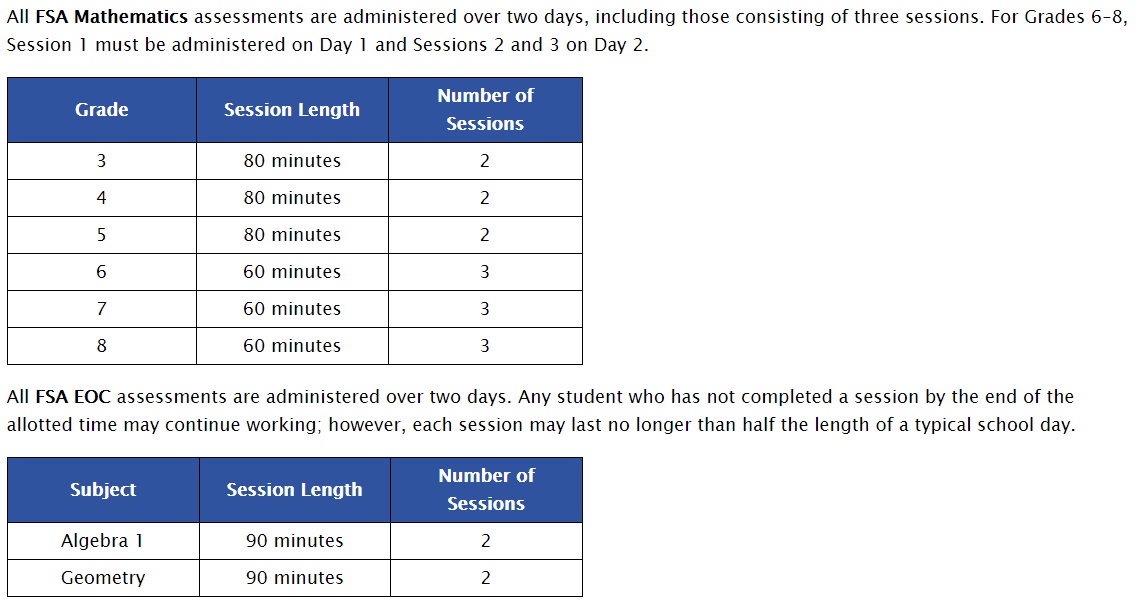 All FSA Mathematics assessments are administered over two days, including those consisting of three sessions. For Grades 6–8,
Session 1 must be administered on Day 1 and Sessions 2 and 3 on Day 2.
Grade Session Length Number of Sessions
3 80 minutes 2
4 80 minutes 2
5 80 minutes 2
6 60 minutes 3
7 60 minutes 3
8 60 minutes 3
All FSA EOC assessments are administered over two days. Any student who has not completed a session by the end of the
allotted time may continue working; however, each session may last no longer than half the length of a typical school day.
Subject Session Length Number of Sessions
Algebra 1 90 minutes 2
Geometry 90 minutes 2